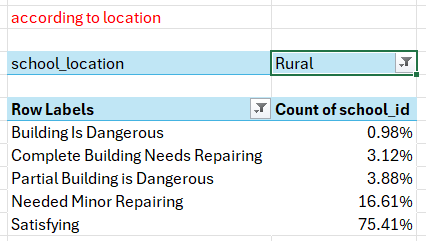 according to location
school_location Rural
Row Labels Count of school_id
Building Is Dangerous 0.98%
Complete Building Needs Repairing 3.12%
Partial Building is Dangerous 3.88%
Needed Minor Repairing 16.61%
Satisfying 75.41%